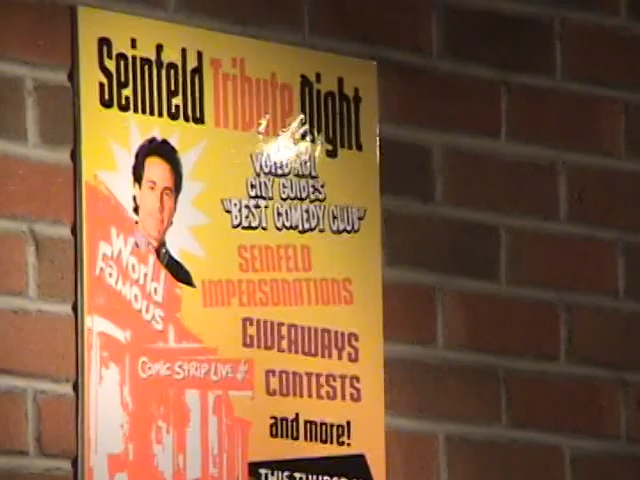 Seinfeld Tribute Night
CITY GUIDES
"BEST COMEDY CLUB"
SEINFELD
IMPERSONATIONS
World
Famous
GIVEAWAYS
COMIC STRIP LIVE
CONTESTS
and more!
THIS